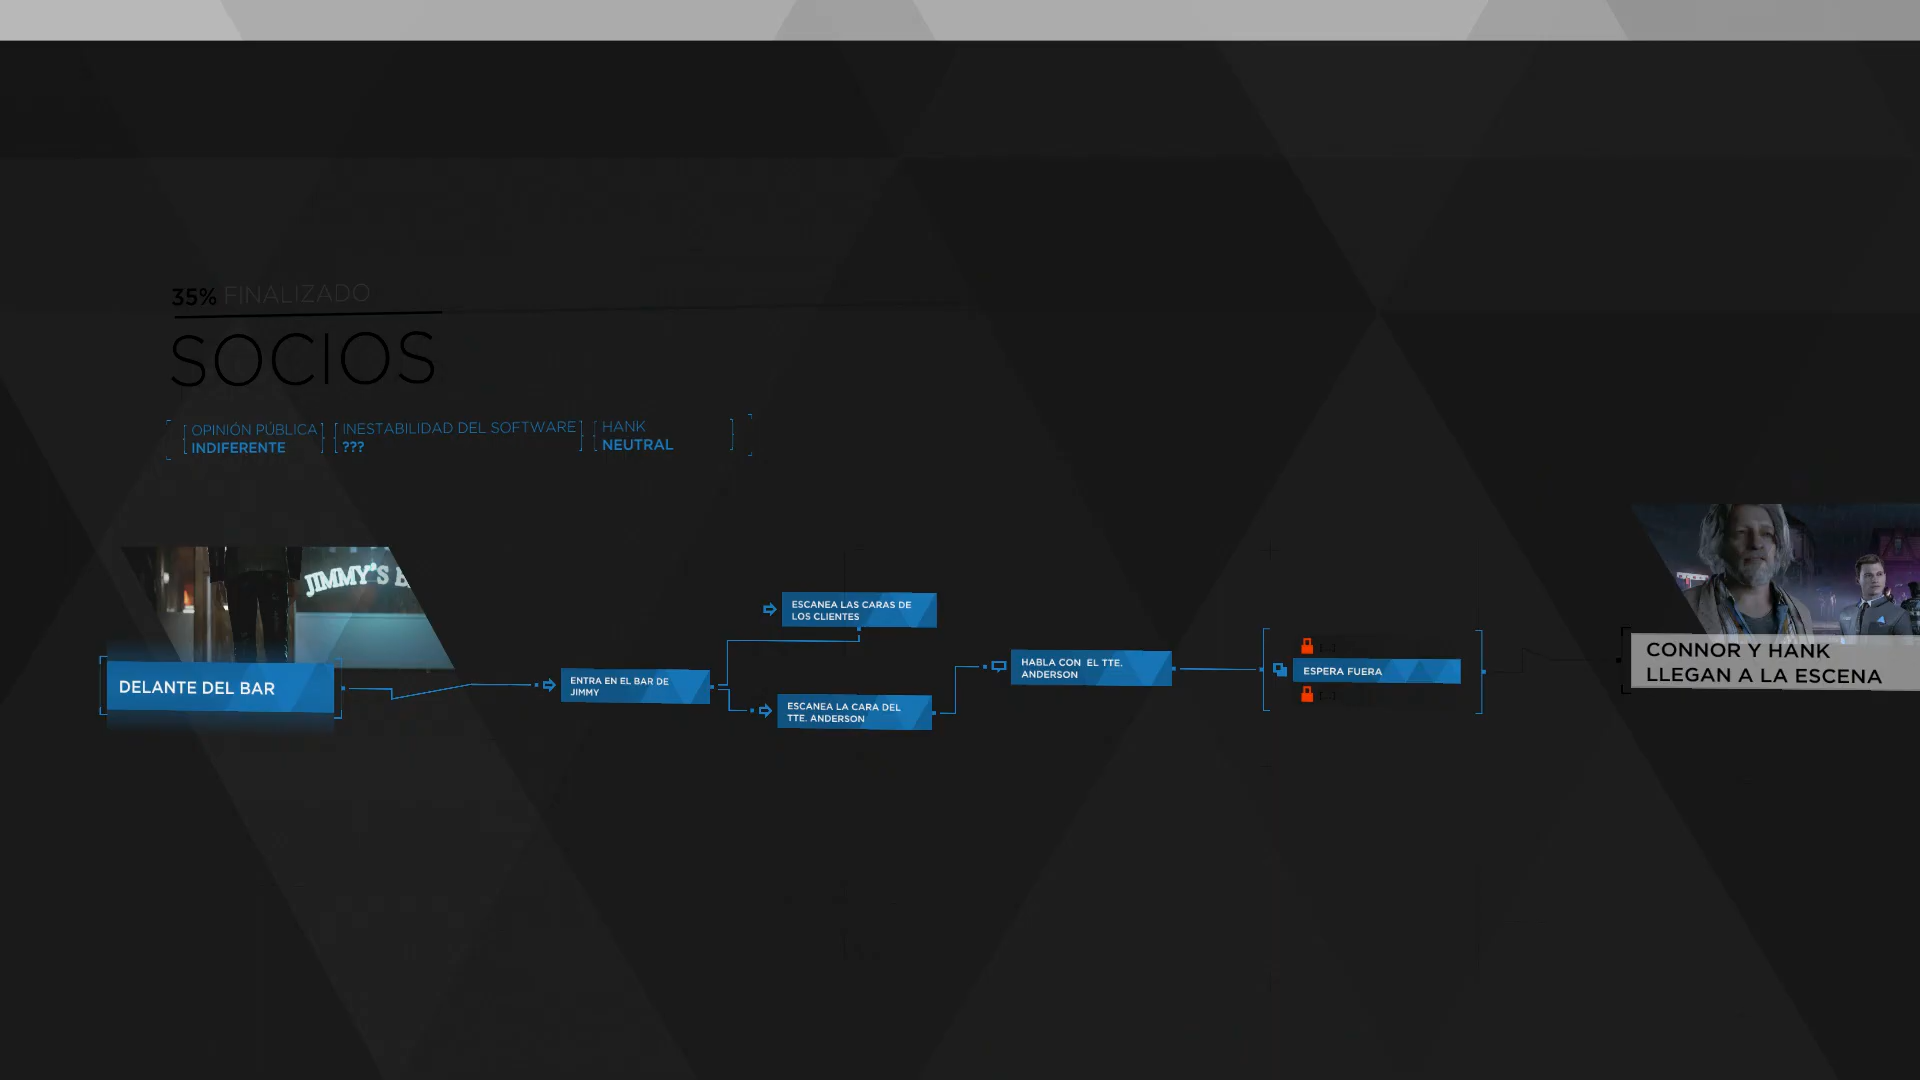 35% FINALIZADO
SOCIOS
OPINIÓN PÚBLICA
INDIFERENTE
INESTABILIDAD DEL SOFTWARE
???
HANK
NEUTRAL
JIMMY'S B
DELANTE DEL BAR
ENTRA EN EL BAR DE
JIMMY
ESCANEA LAS CARAS DE
LOS CLIENTES
ESCANEA LA CARA DEL
TTE. ANDERSON
HABLA CON EL TTE.
ANDERSON
ESPERA FUERA
CONNOR Y HANK
LLEGAN A LA ESCENA